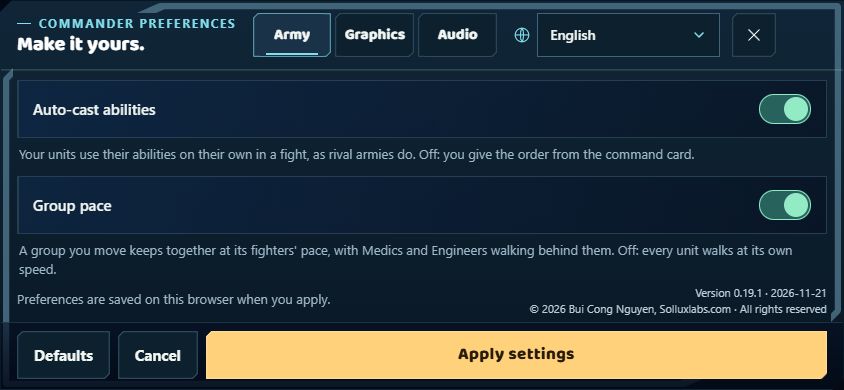 — COMMANDER PREFERENCES
Make it yours.
Army
Graphics
Audio
English
Auto-cast abilities
Your units use their abilities on their own in a fight, as rival armies do. Off: you give the order from the command card.
Group pace
A group you move keeps together at its fighters' pace, with Medics and Engineers walking behind them. Off: every unit walks at its own
speed.
Preferences are saved on this browser when you apply.
Version 0.19.1 · 2026-11-21
© 2026 Bui Cong Nguyen, Solluxlabs.com · All rights reserved
Defaults
Cancel
Apply settings